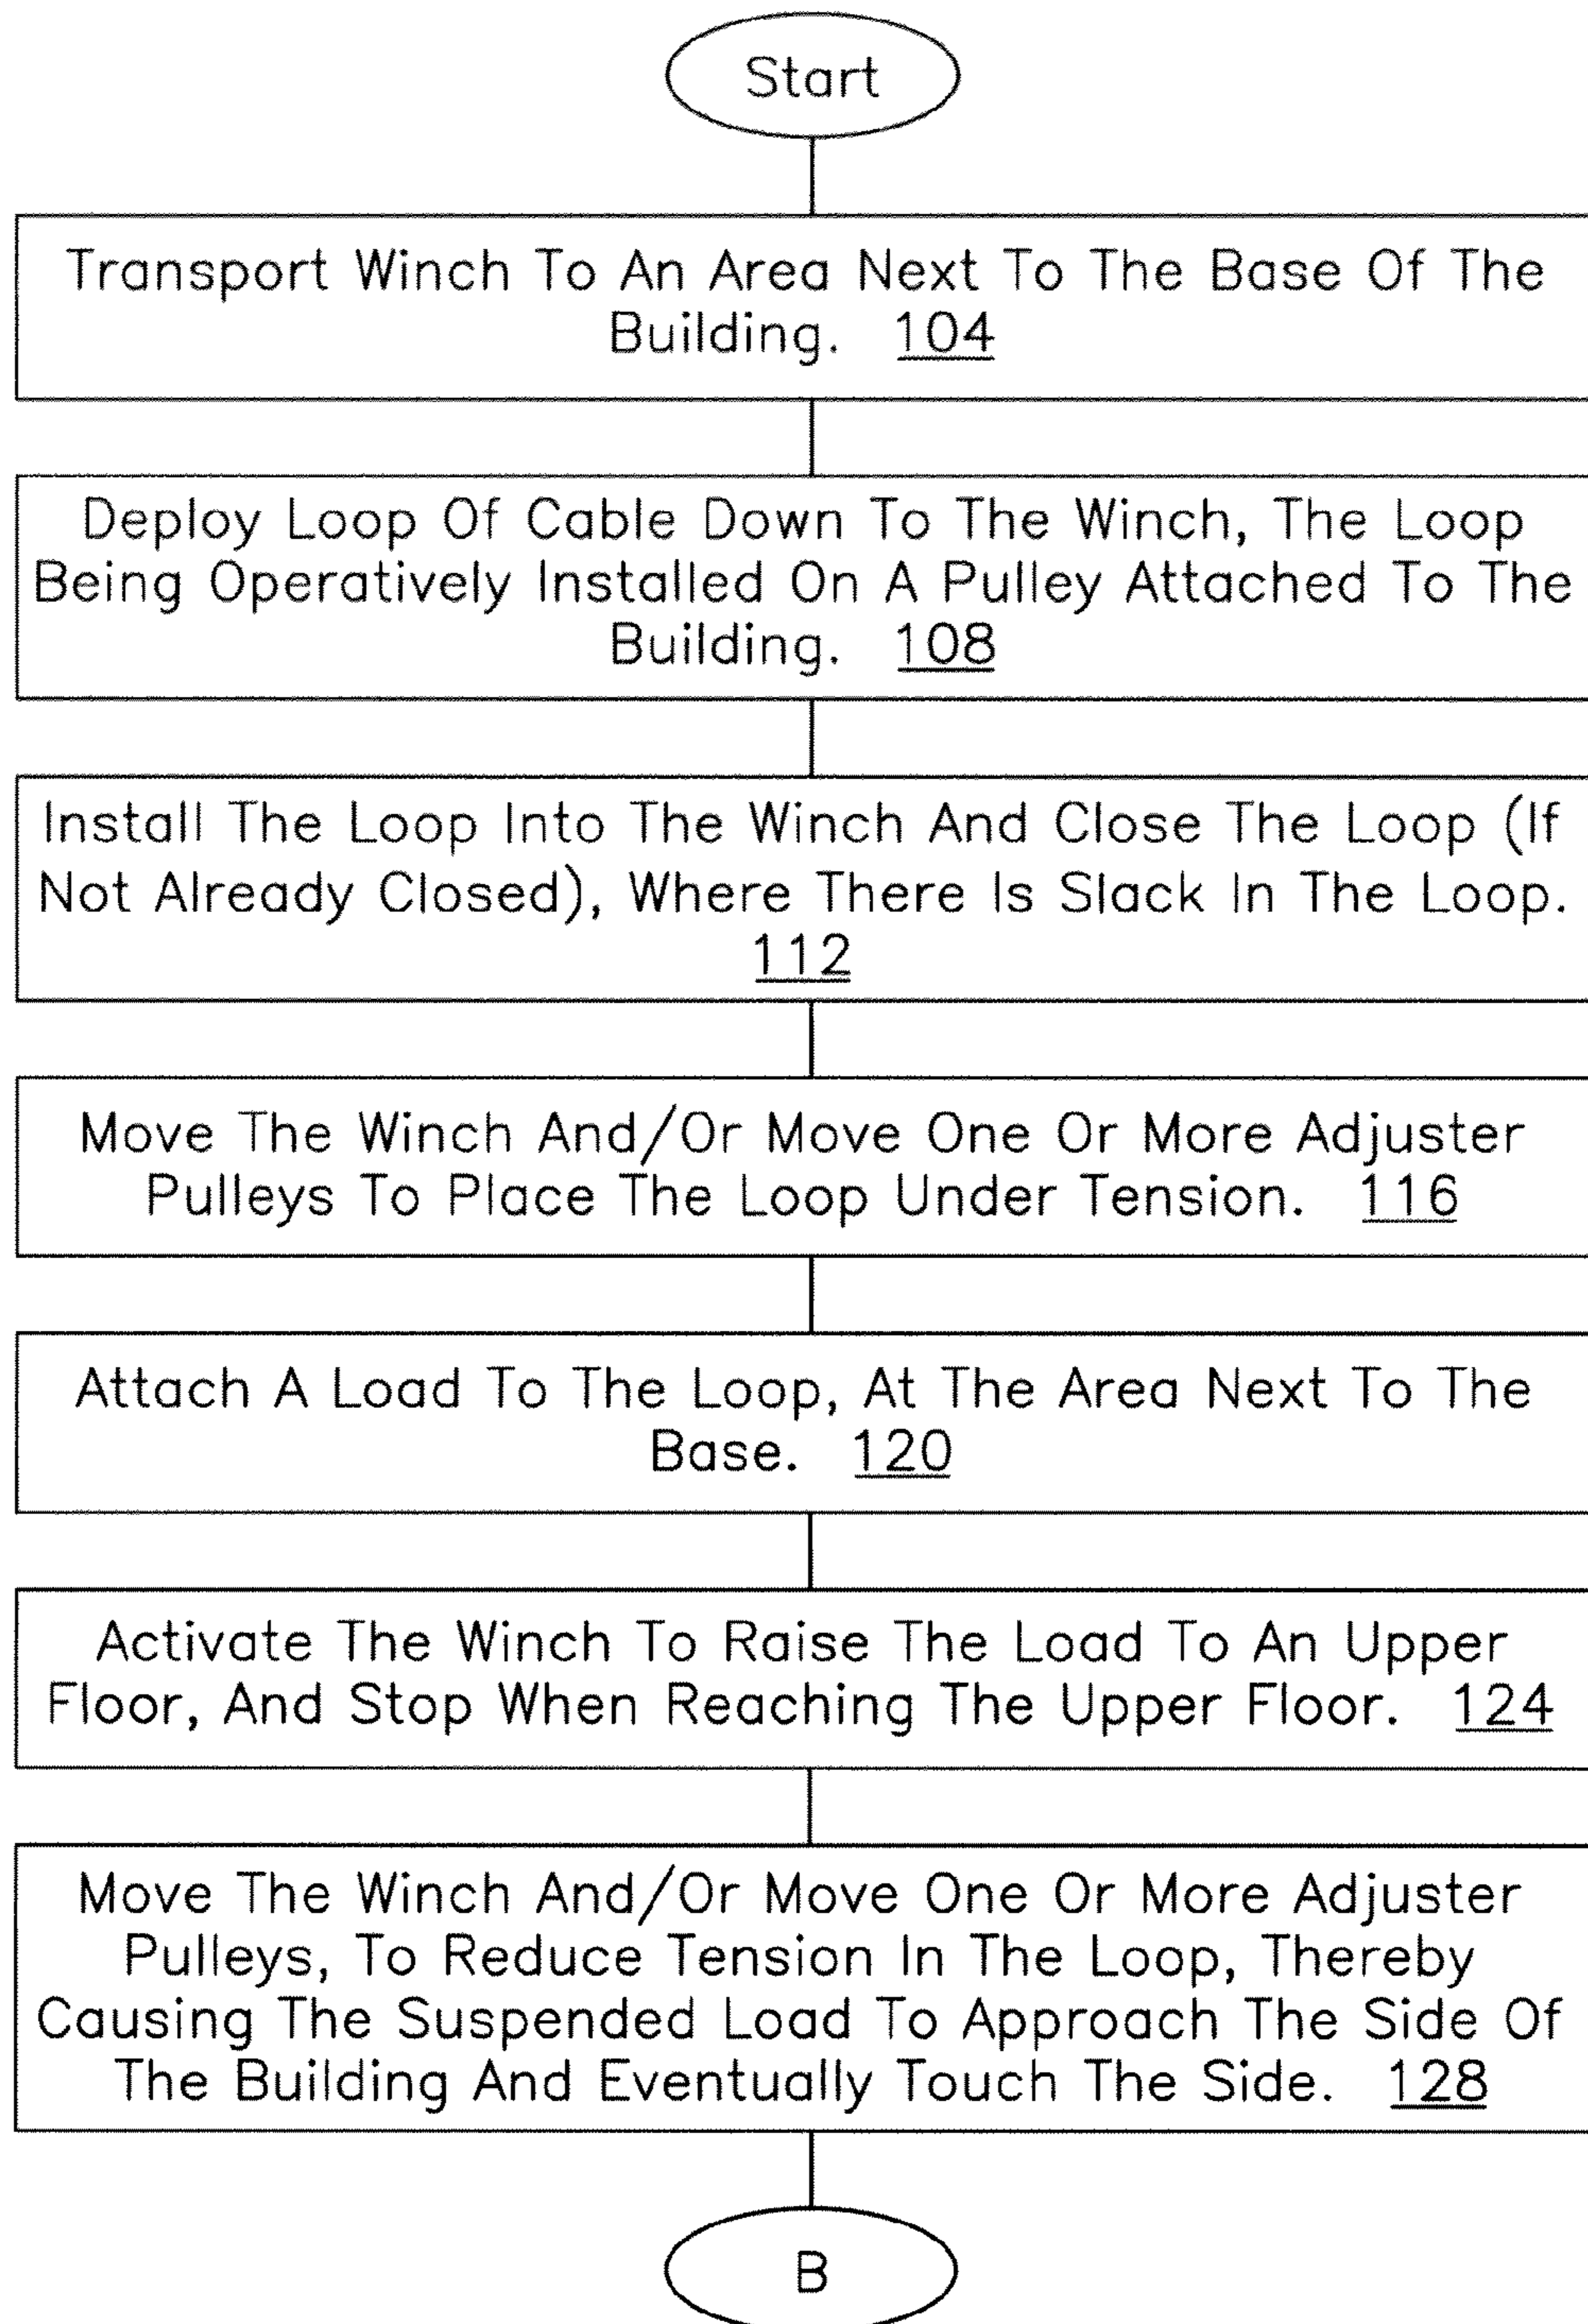 Start
Transport Winch To An Area Next To The Base Of The
Building. 104
Deploy Loop Of Cable Down To The Winch, The Loop
Being Operatively Installed On A Pulley Attached To The
Building. 108
Install The Loop Into The Winch And Close The Loop (If
Not Already Closed), Where There Is Slack In The Loop.
112
Move The Winch And/Or Move One Or More Adjuster
Pulleys To Place The Loop Under Tension. 116
Attach A Load To The Loop, At The Area Next To The
Base. 120
Activate The Winch To Raise The Load To An Upper
Floor, And Stop When Reaching The Upper Floor. 124
Move The Winch And/Or Move One Or More Adjuster
Pulleys, To Reduce Tension In The Loop, Thereby
Causing The Suspended Load To Approach The Side Of
The Building And Eventually Touch The Side. 128
B